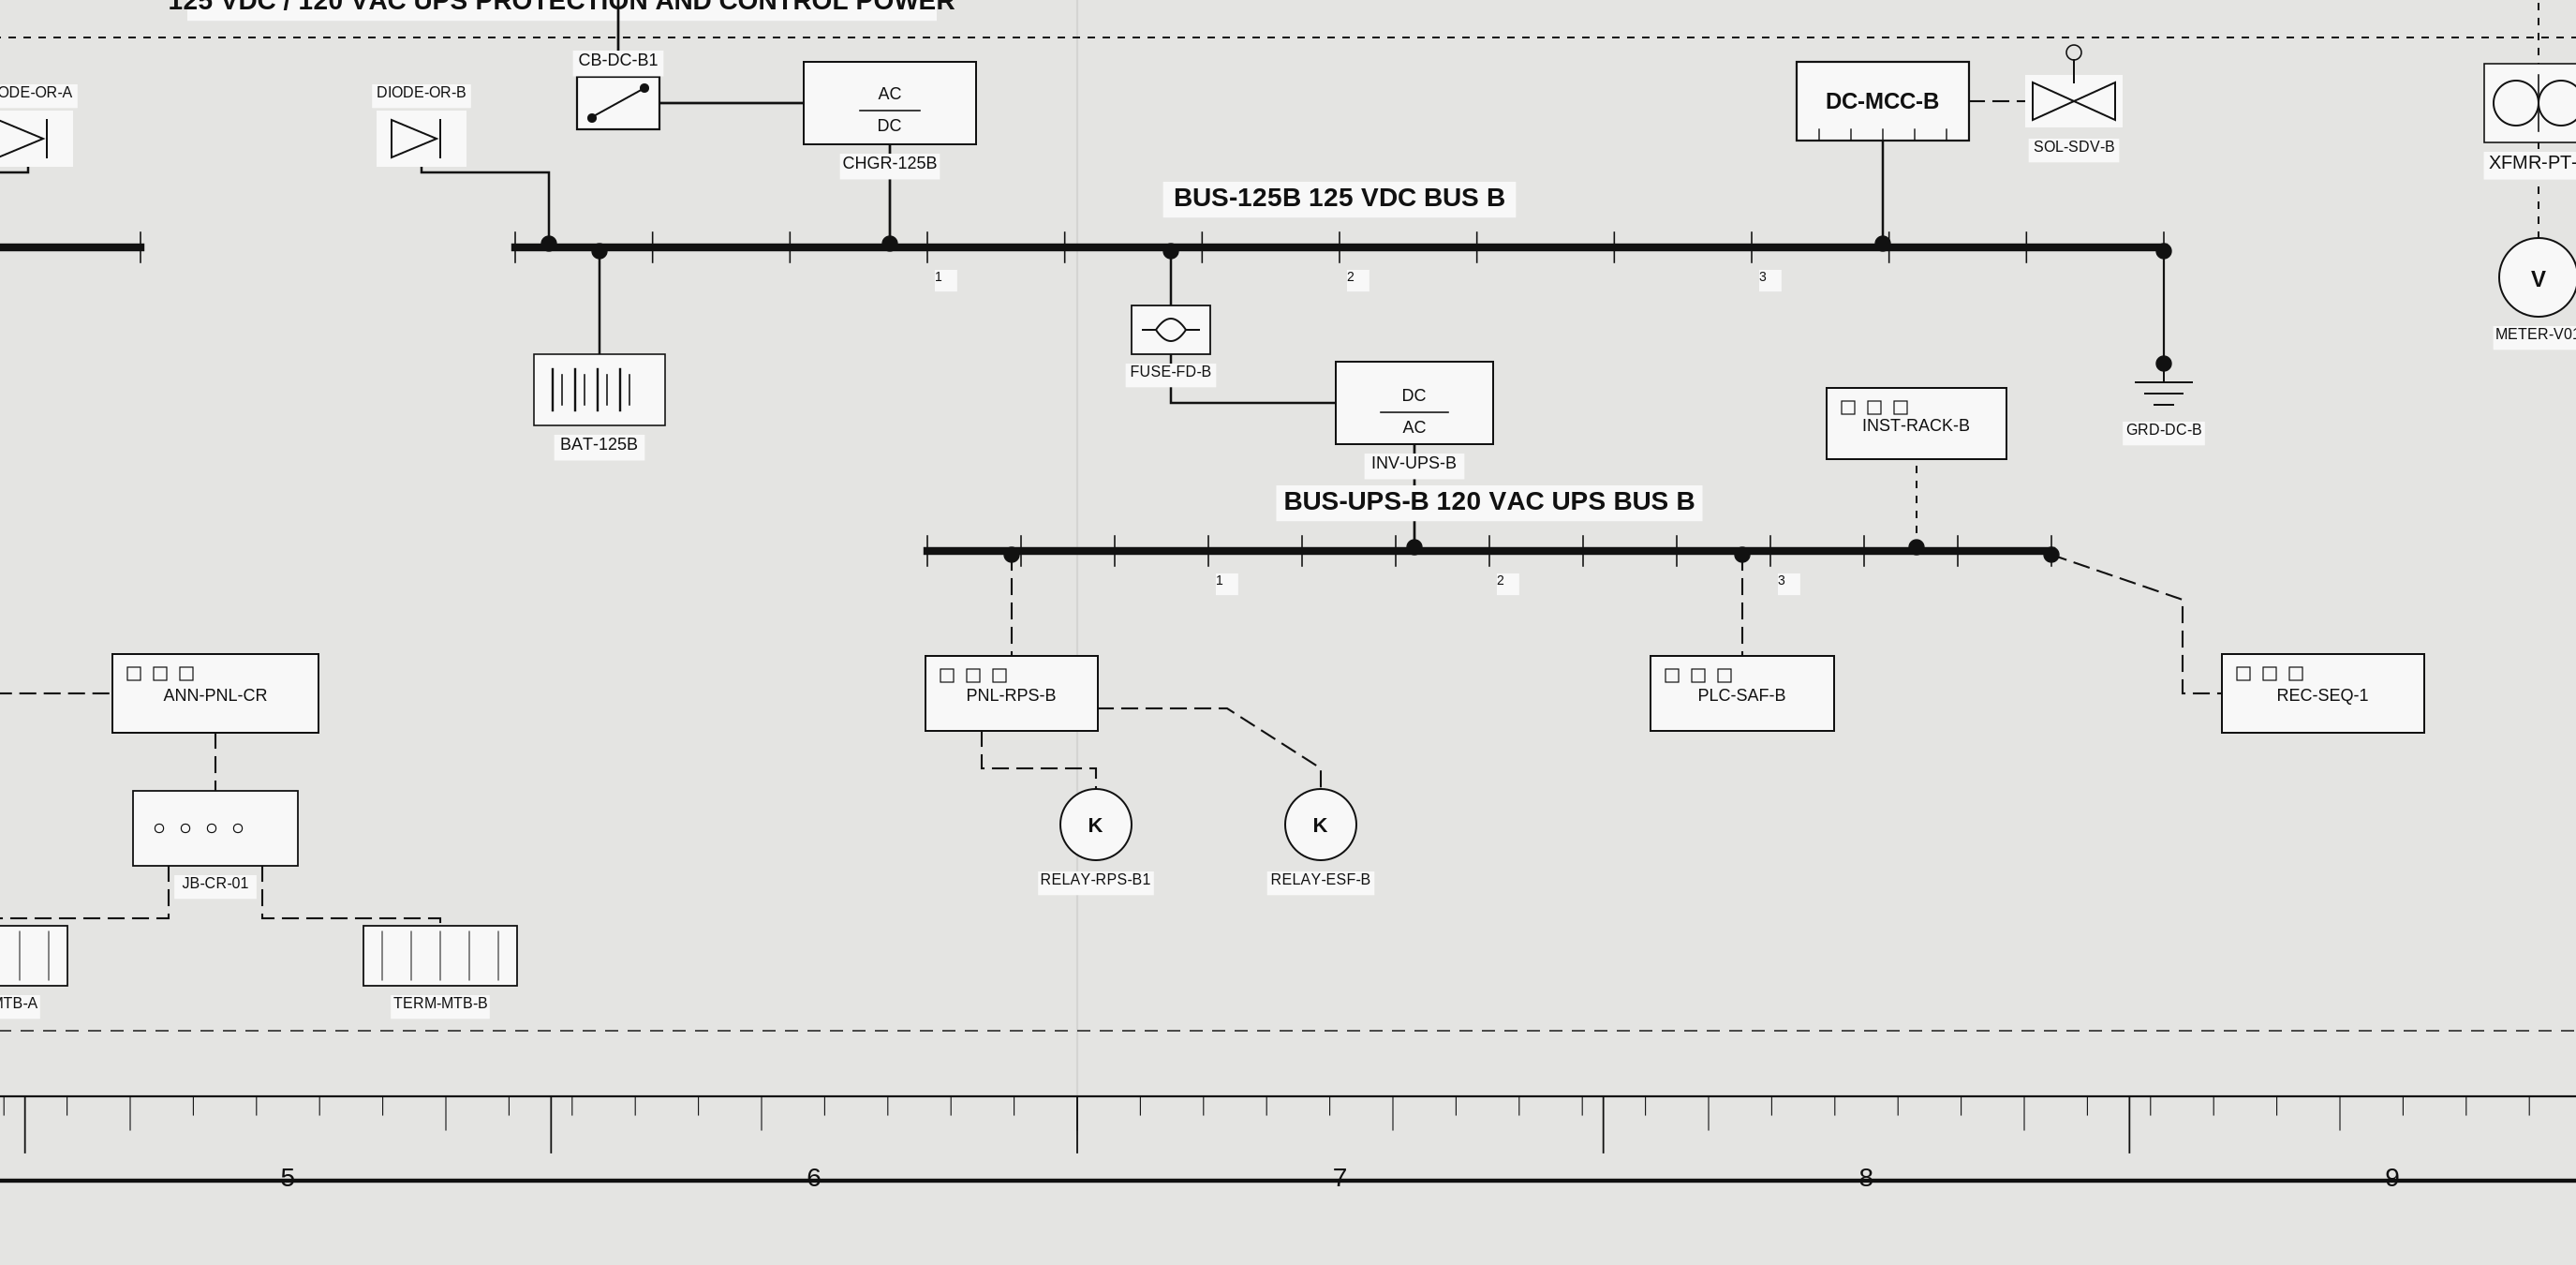 125 VDC / 120 VAC UPS PROTECTION AND CONTROL POWER
CB-DC-B1
ODE-OR-A
DIODE-OR-B
AC
DC
CHGR-125B
DC-MCC-B
SOL-SDV-B
XFMR-PT-
BUS-125B 125 VDC BUS B
1
2
3
V
METER-V01
FUSE-FD-B
BAT-125B
DC
AC
INV-UPS-B
INST-RACK-B
GRD-DC-B
BUS-UPS-B 120 VAC UPS BUS B
1
2
3
ANN-PNL-CR
PNL-RPS-B
PLC-SAF-B
REC-SEQ-1
K
K
JB-CR-01
RELAY-RPS-B1
RELAY-ESF-B
MTB-A
TERM-MTB-B
5
6
7
8
9